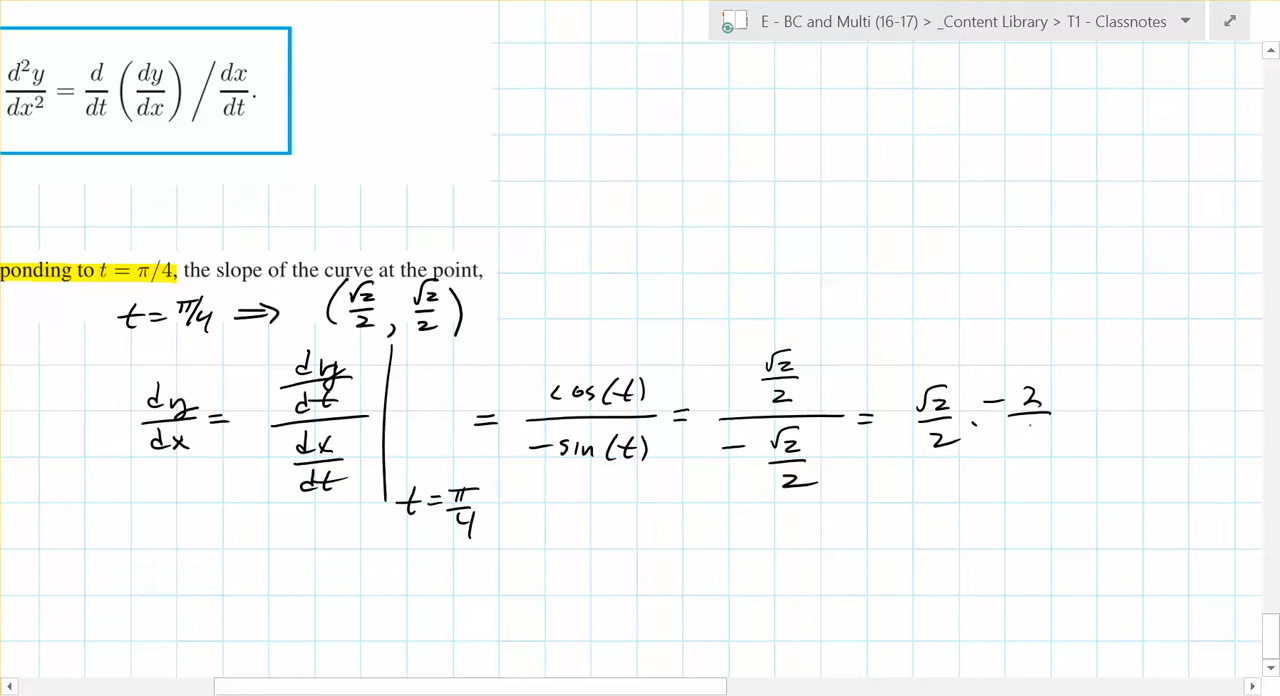 E - BC and Multi (16-17) > _Content Library > T1 - Classnotes
d²y/dx² = d/dt (dy/dx) / dx/dt.
ponding to t = π/4, the slope of the curve at the point,
t = π/4 ⟹ (√2/2, √2/2)
dy/dx = (dy/dt)/(dx/dt) | t = π/4 = cos(t)/(-sin(t)) = (√2/2)/(-√2/2) = √2/2 · -2/